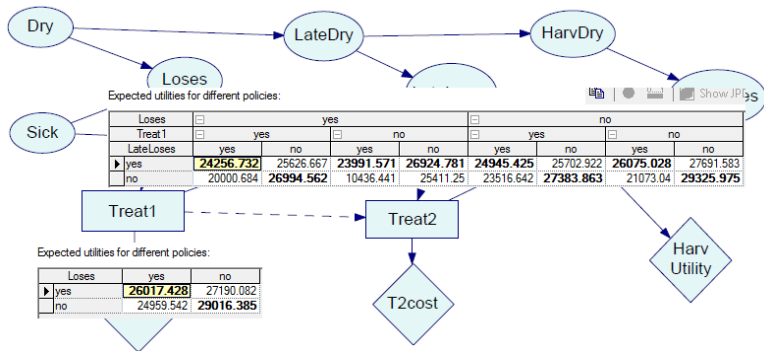 Dry
LateDry
HarvDry
Loses
es
Expected utilities for different policies:
Show JPD
Loses yes no
Treat1 yes no yes no
LateLoses yes no yes no yes no yes no
yes 24256.732 25626.667 23991.571 26924.781 24945.425 25702.922 26075.028 27691.583
no 20000.684 26994.562 10436.441 25411.25 23516.642 27383.863 21073.04 29325.975
Sick
Treat1
Treat2
Harv
Utility
Expected utilities for different policies:
Loses yes no
yes 26017.428 27190.082
no 24959.542 29016.385
T2cost